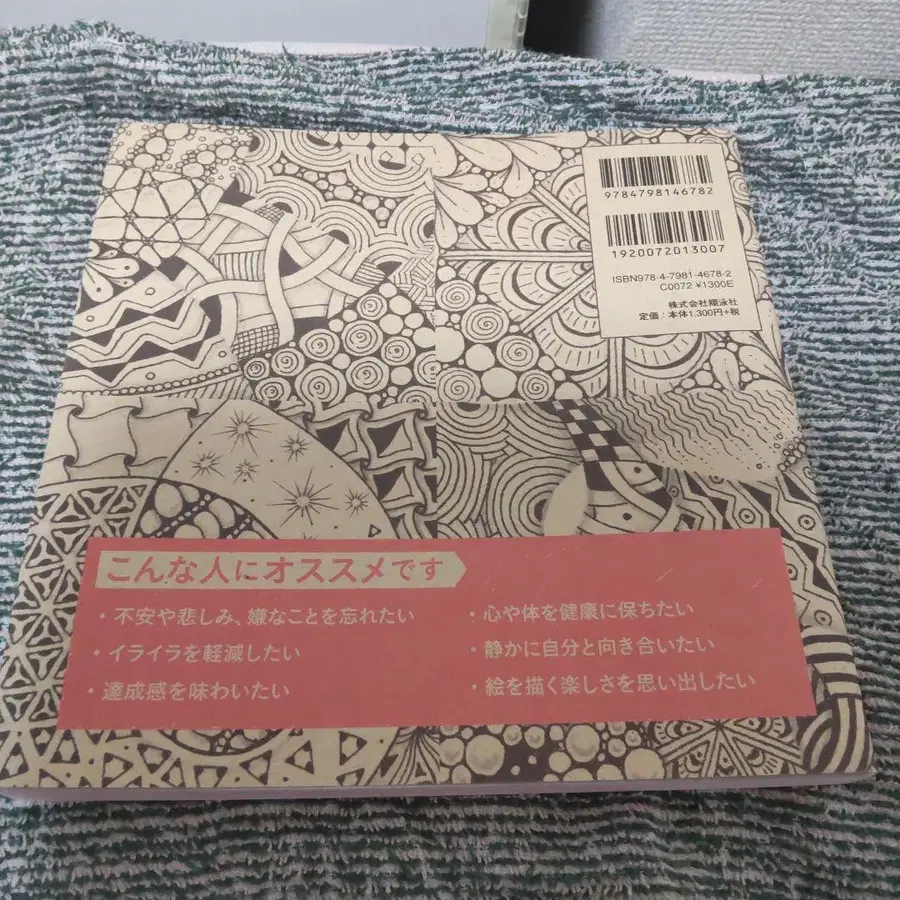 9784798146782
1920072013007
ISBN978-4-7981-4678-2
C0072 ¥1300E
株式会社翔泳社
定価：本体1,300円+税
こんな人にオススメです
・不安や悲しみ、嫌なことを忘れたい
・イライラを軽減したい
・達成感を味わいたい
・心や体を健康に保ちたい
・静かに自分と向き合いたい
・絵を描く楽しさを思い出したい